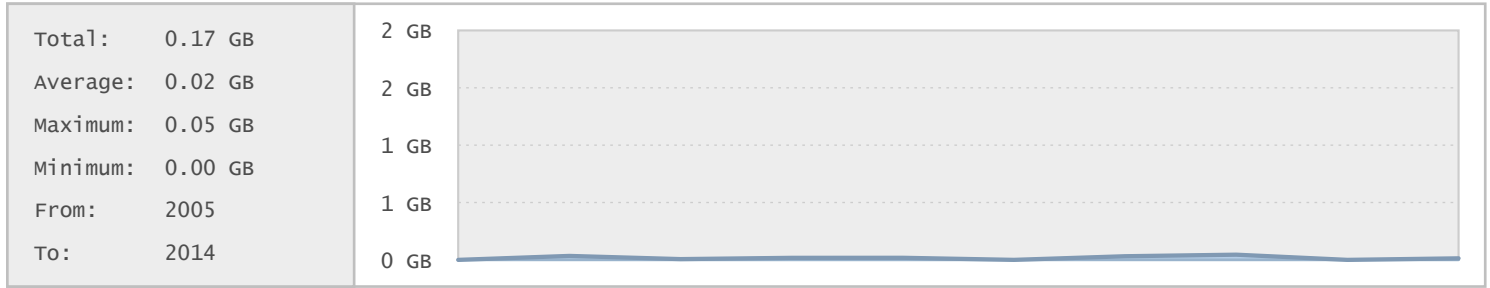 Total: 0.17 GB
Average: 0.02 GB
Maximum: 0.05 GB
Minimum: 0.00 GB
From: 2005
To: 2014
2 GB
2 GB
1 GB
1 GB
0 GB